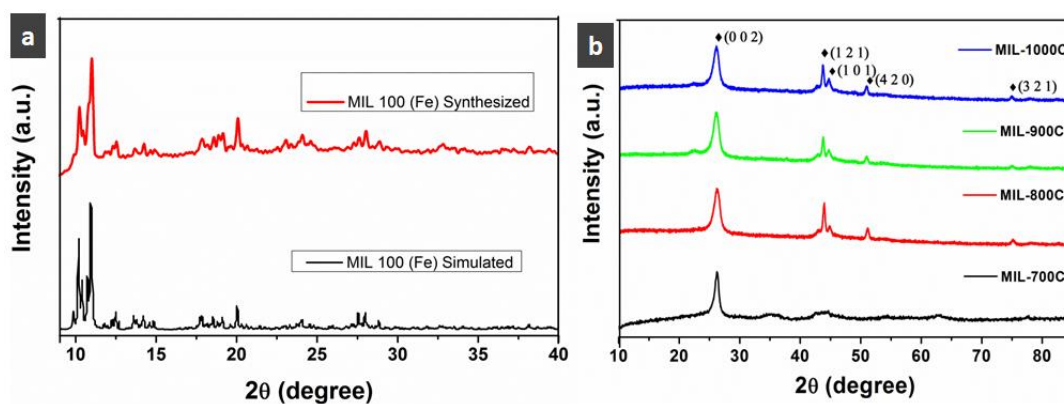 a
Intensity (a.u.)
MIL 100 (Fe) Synthesized
MIL 100 (Fe) Simulated
10 15 20 25 30 35 40
2θ (degree)
b
Intensity (a.u.)
♦(0 0 2)
♦(1 2 1)
♦(1 0 1)
♦(4 2 0)
♦(3 2 1)
MIL-1000C
MIL-900C
MIL-800C
MIL-700C
10 20 30 40 50 60 70 80
2θ (degree)